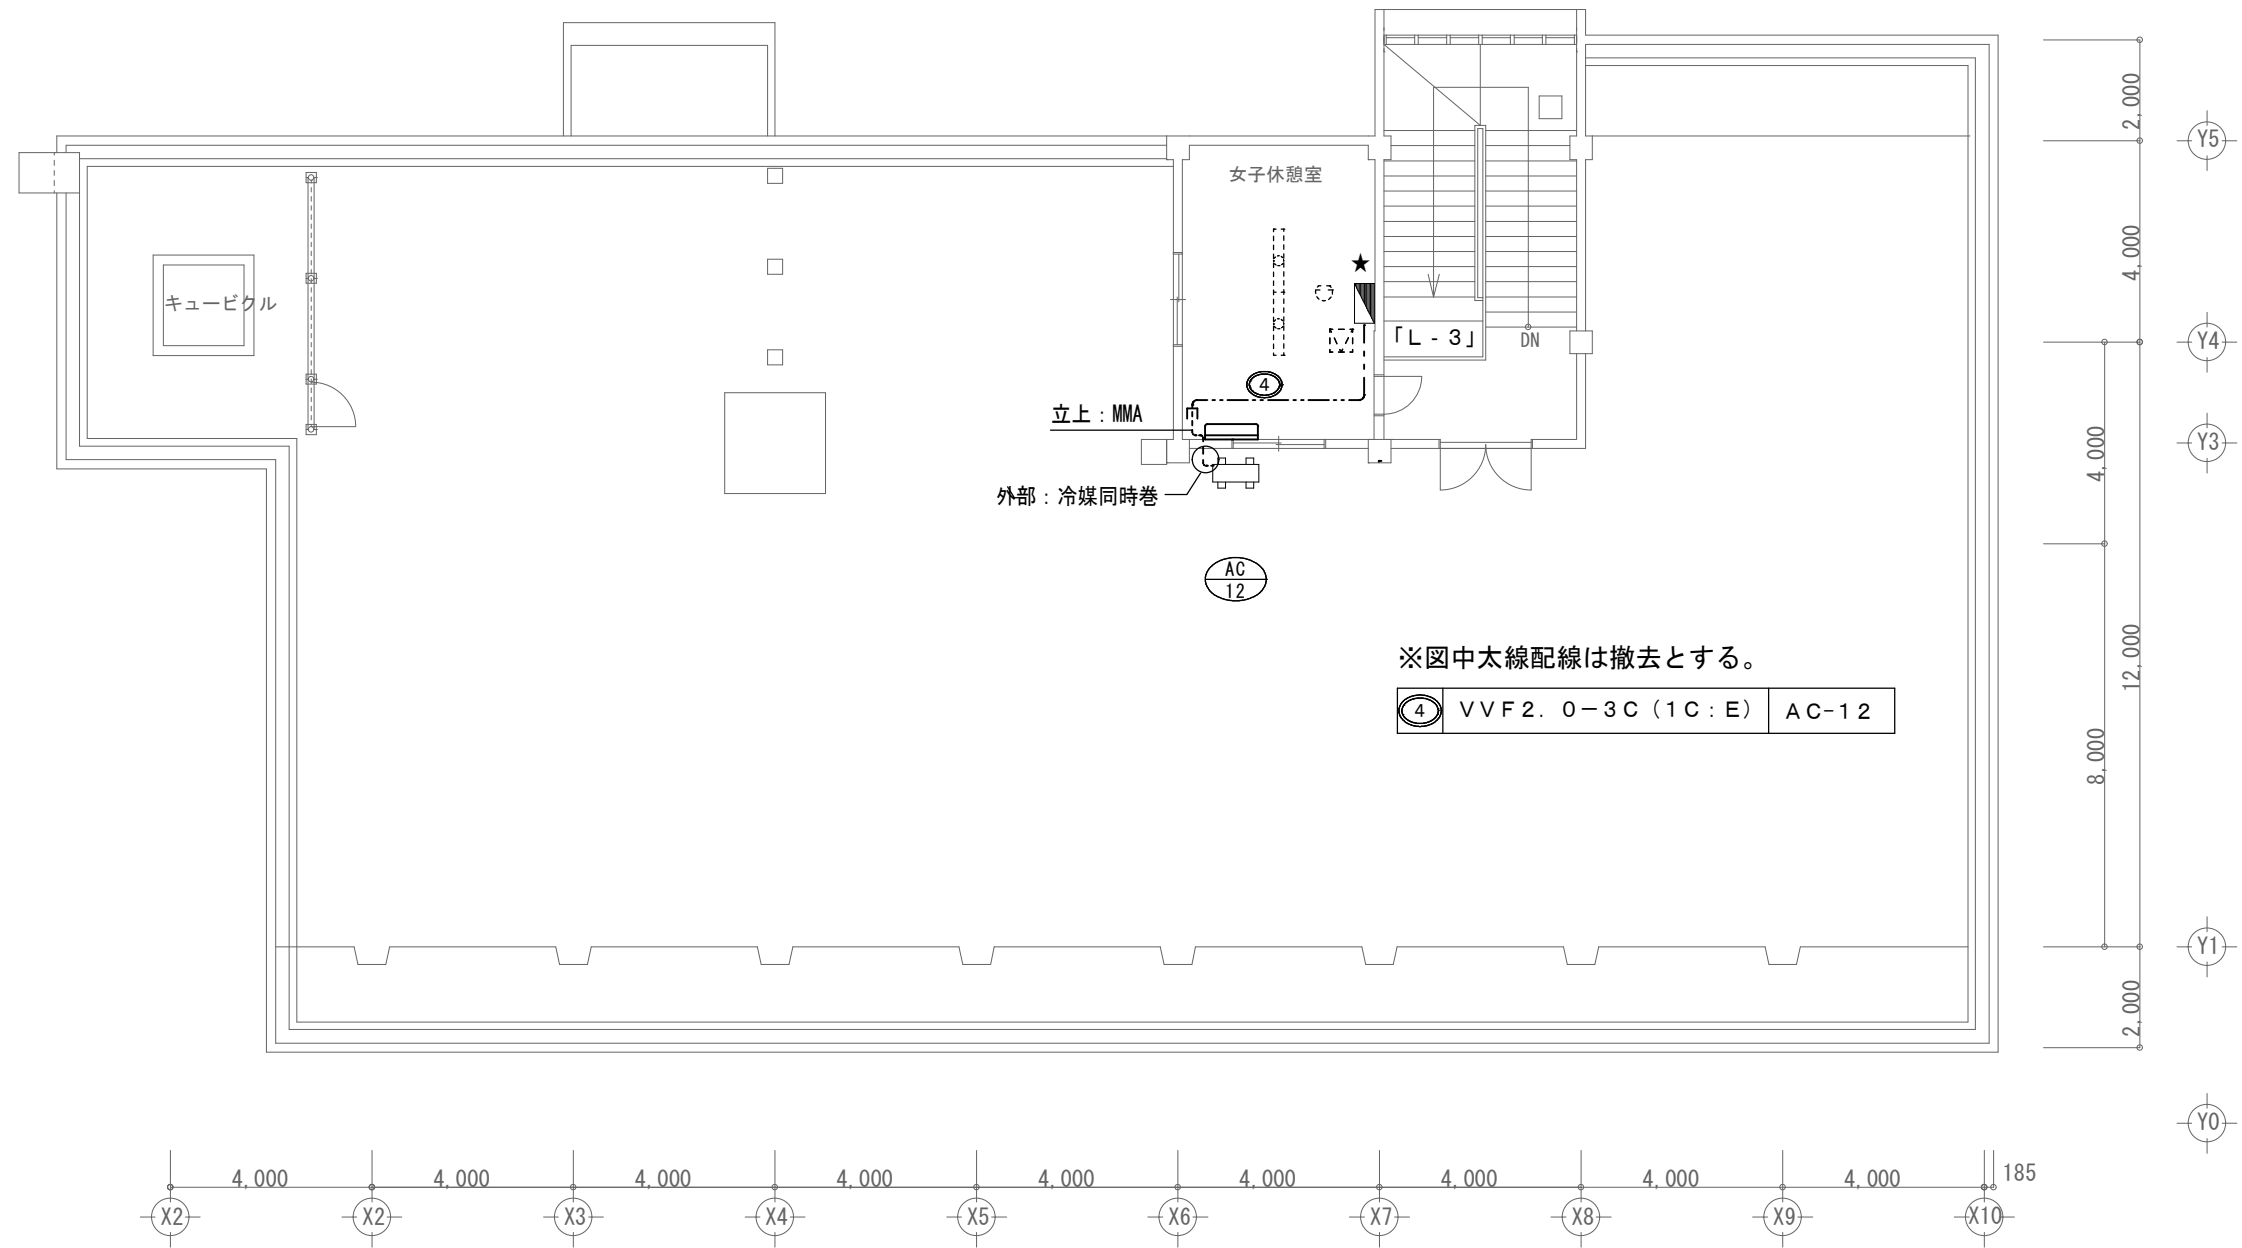 2,000
Y5
女子休憩室
4,000
キュービクル
「L-3」
DN
Y4
4
立上：MMA
4,000
Y3
外部：冷媒同時巻
AC
12
※図中太線配線は撤去とする。
12,000
4
VVF2.0－3C（1C：E）
AC-12
8,000
Y1
2,000
Y0
4,000
4,000
4,000
4,000
4,000
4,000
4,000
4,000
4,000
185
X2
X2
X3
X4
X5
X6
X7
X8
X9
X10